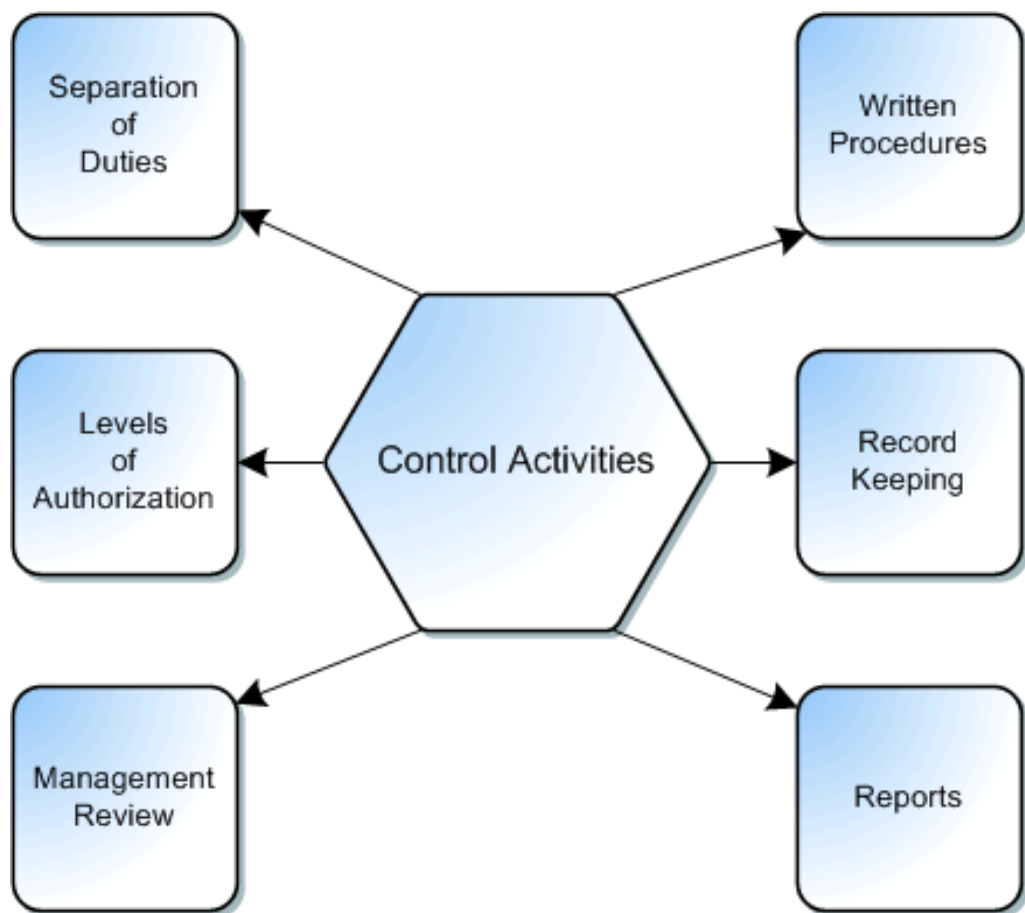 Separation
of
Duties
Written
Procedures
Levels
of
Authorization
Control Activities
Record
Keeping
Management
Review
Reports